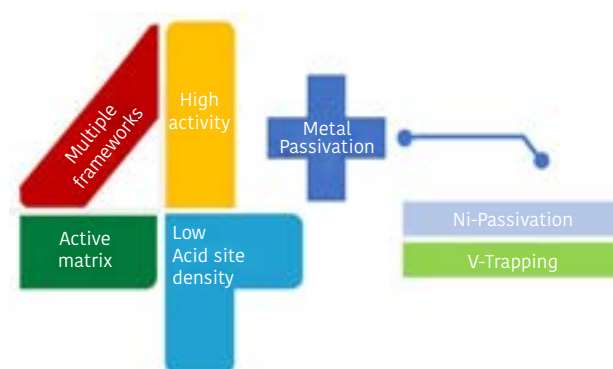 Multiple
frameworks
High
activity
Metal
Passivation
Active
matrix
Low
Acid site
density
Ni-Passivation
V-Trapping